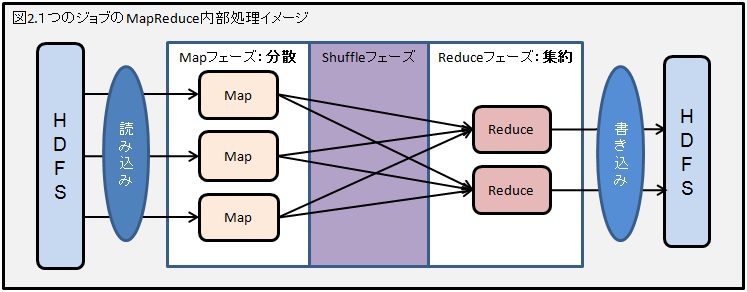 図2.1つのジョブのMapReduce内部処理イメージ
Mapフェーズ：分散
Shuffleフェーズ
Reduceフェーズ：集約
HDFS
読み込み
Map
Map
Map
Reduce
Reduce
書き込み
HDFS